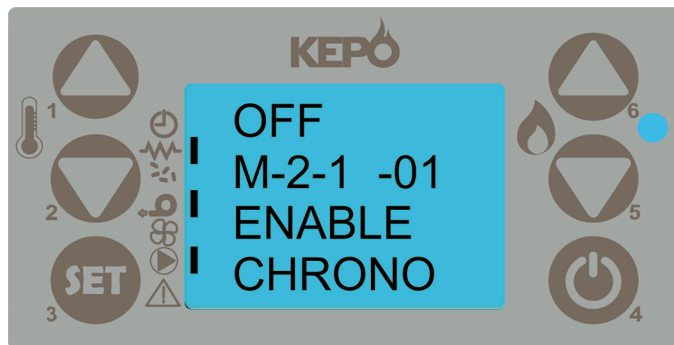 KEPO
1
6
OFF
M-2-1 -01
2
5
ENABLE
SET
CHRONO
3
4